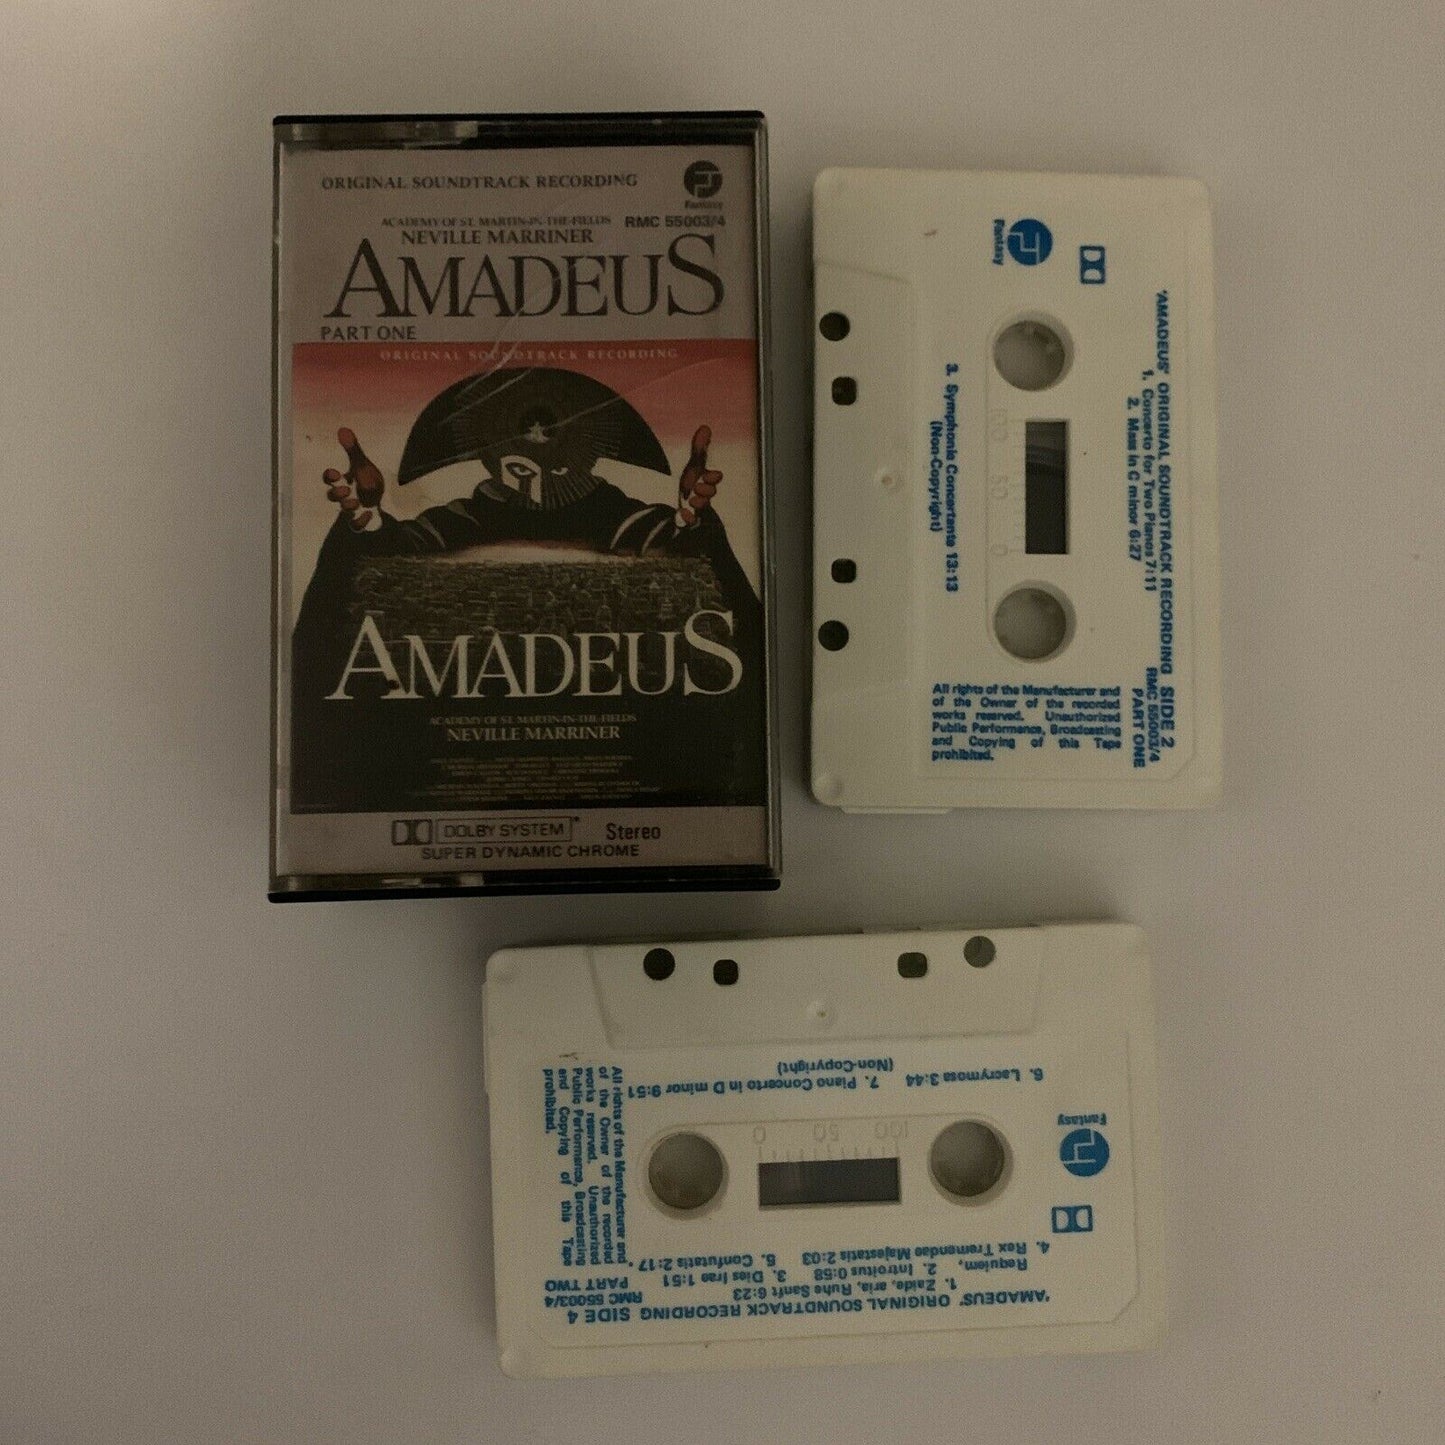 ORIGINAL SOUNDTRACK RECORDING
Fantasy
ACADEMY OF ST. MARTIN-IN-THE-FIELDS
RMC 55003/4
NEVILLE MARRINER
AMADEUS
PART ONE
ORIGINAL SOUNDTRACK RECORDING
AMADEUS
ACADEMY OF ST. MARTIN-IN-THE-FIELDS
NEVILLE MARRINER
DOLBY SYSTEM Stereo
SUPER DYNAMIC CHROME
Fantasy
'AMADEUS' ORIGINAL SOUNDTRACK RECORDING SIDE 2
1. Concerto for Two Pianos 7:11
RMC 55003/4
2. Mass in C minor 6:27
PART ONE
3. Symphonie Concertante 13:13
(Non-Copyright)
100 50 0
All rights of the Manufacturer and
of the Owner of the recorded
works reserved. Unauthorized
Public Performance, Broadcasting
and Copying of this Tape
prohibited.
'AMADEUS' ORIGINAL SOUNDTRACK RECORDING SIDE 4
1. Zaide, aria, Ruhe Sanft 6:23
RMC 55003/4
Requiem, 2. Introitus 0:58 3. Dies Irae 1:51
PART TWO
4. Rex Tremendae Majestatis 2:03 5. Confutatis 2:17
Fantasy
100 50 0
6. Lacrymosa 3:44 7. Piano Concerto in D minor 9:51
(Non-Copyright)
All rights of the Manufacturer and
of the Owner of the recorded
works reserved. Unauthorized
Public Performance, Broadcasting
and Copying of this Tape
prohibited.